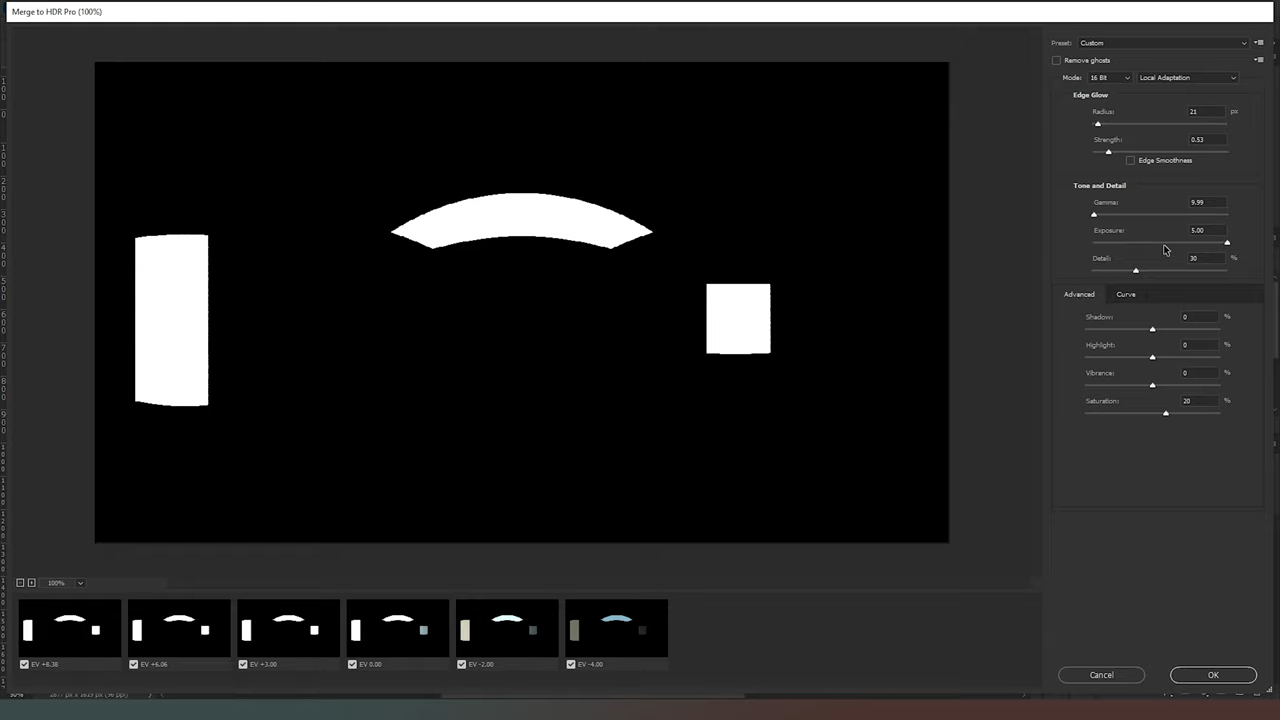 Merge to HDR Pro (100%)
Preset: Custom
Remove ghosts
Mode: 16 Bit Local Adaptation
Edge Glow
Radius: 21 px
Strength: 0.53
Edge Smoothness
Tone and Detail
Gamma: 9.99
Exposure: 5.00
Detail: 30 %
Advanced Curve
Shadow: 0 %
Highlight: 0 %
Vibrance: 0 %
Saturation: 20 %
100%
EV +8.38 EV +6.06 EV +3.00 EV 0.00 EV -2.00 EV -4.00
Cancel OK